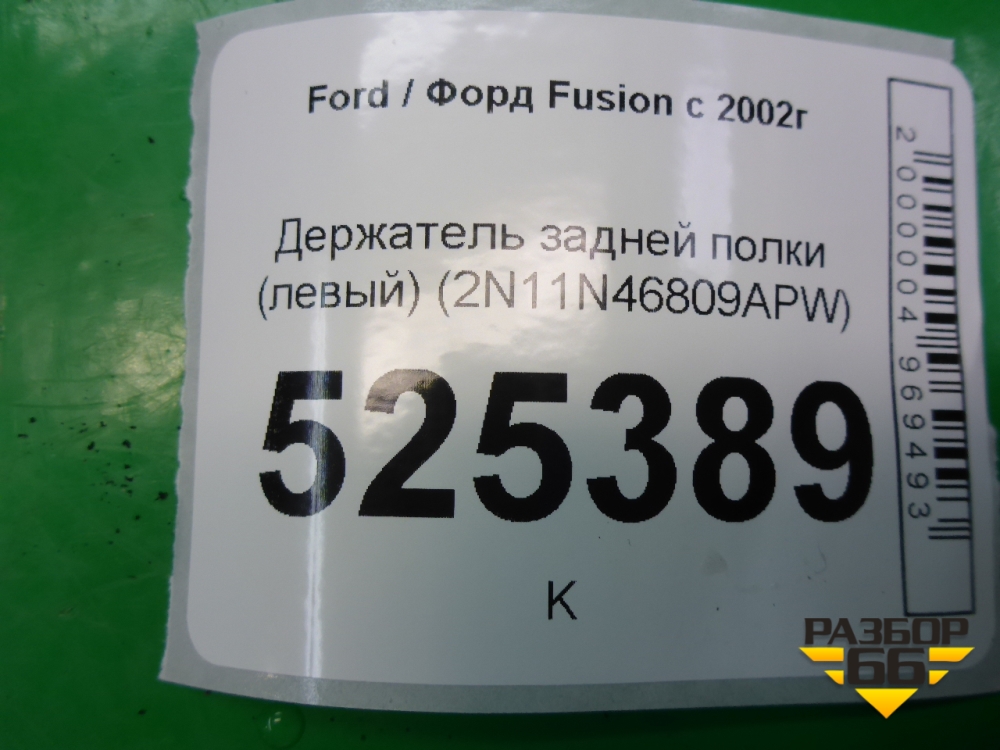 Ford / Форд Fusion с 2002г
Держатель задней полки
(левый) (2N11N46809APW)
525389
К
2000004969493
РАЗБОР
66